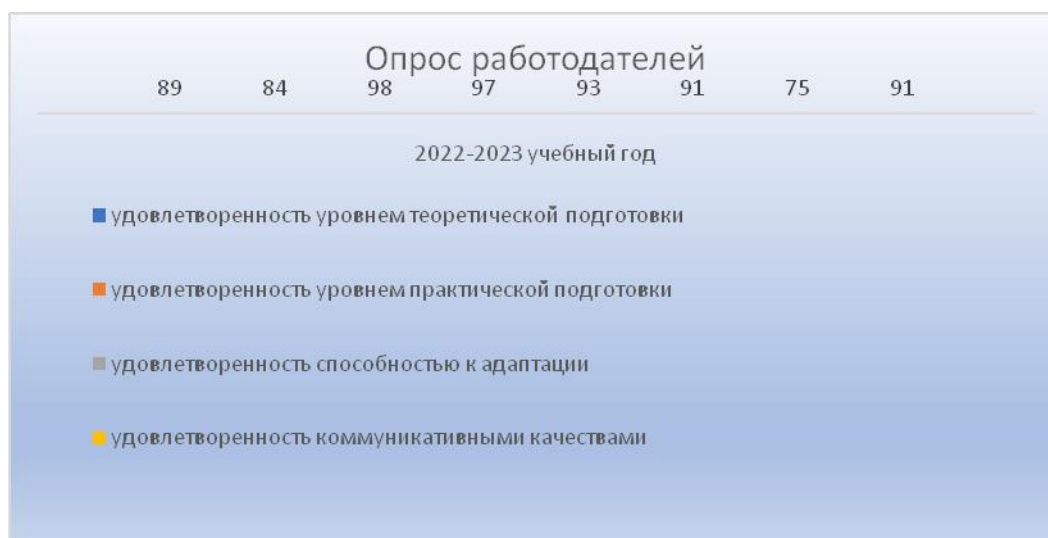 Опрос работодателей
89 84 98 97 93 91 75 91
2022-2023 учебный год
удовлетворенность уровнем теоретической подготовки
удовлетворенность уровнем практической подготовки
удовлетворенность способностью к адаптации
удовлетворенность коммуникативными качествами